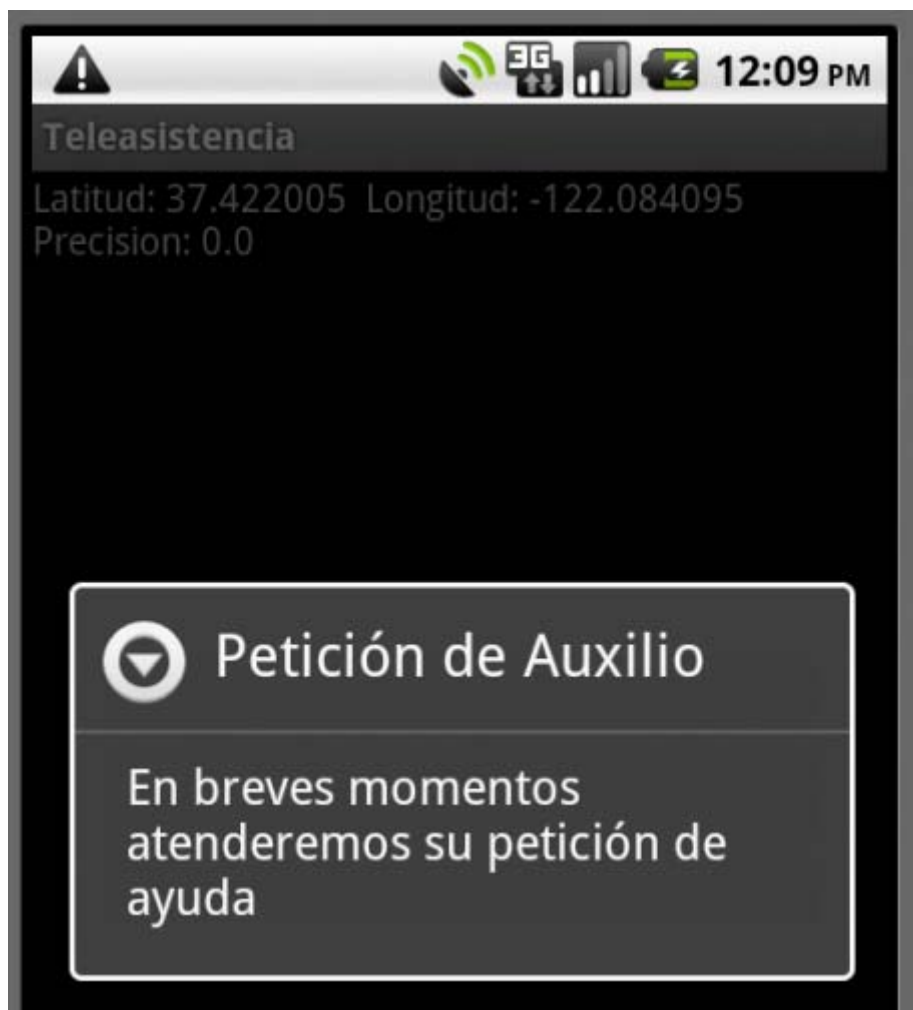 3G
12:09 PM
Teleasistencia
Latitud: 37.422005 Longitud: -122.084095
Precision: 0.0
Petición de Auxilio
En breves momentos
atenderemos su petición de
ayuda